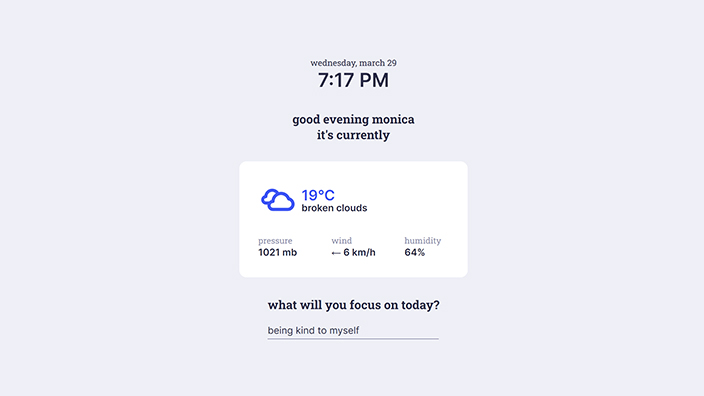 wednesday, march 29
7:17 PM
good evening monica
it's currently
19°C
broken clouds
pressure wind humidity
1021 mb ← 6 km/h 64%
what will you focus on today?
being kind to myself